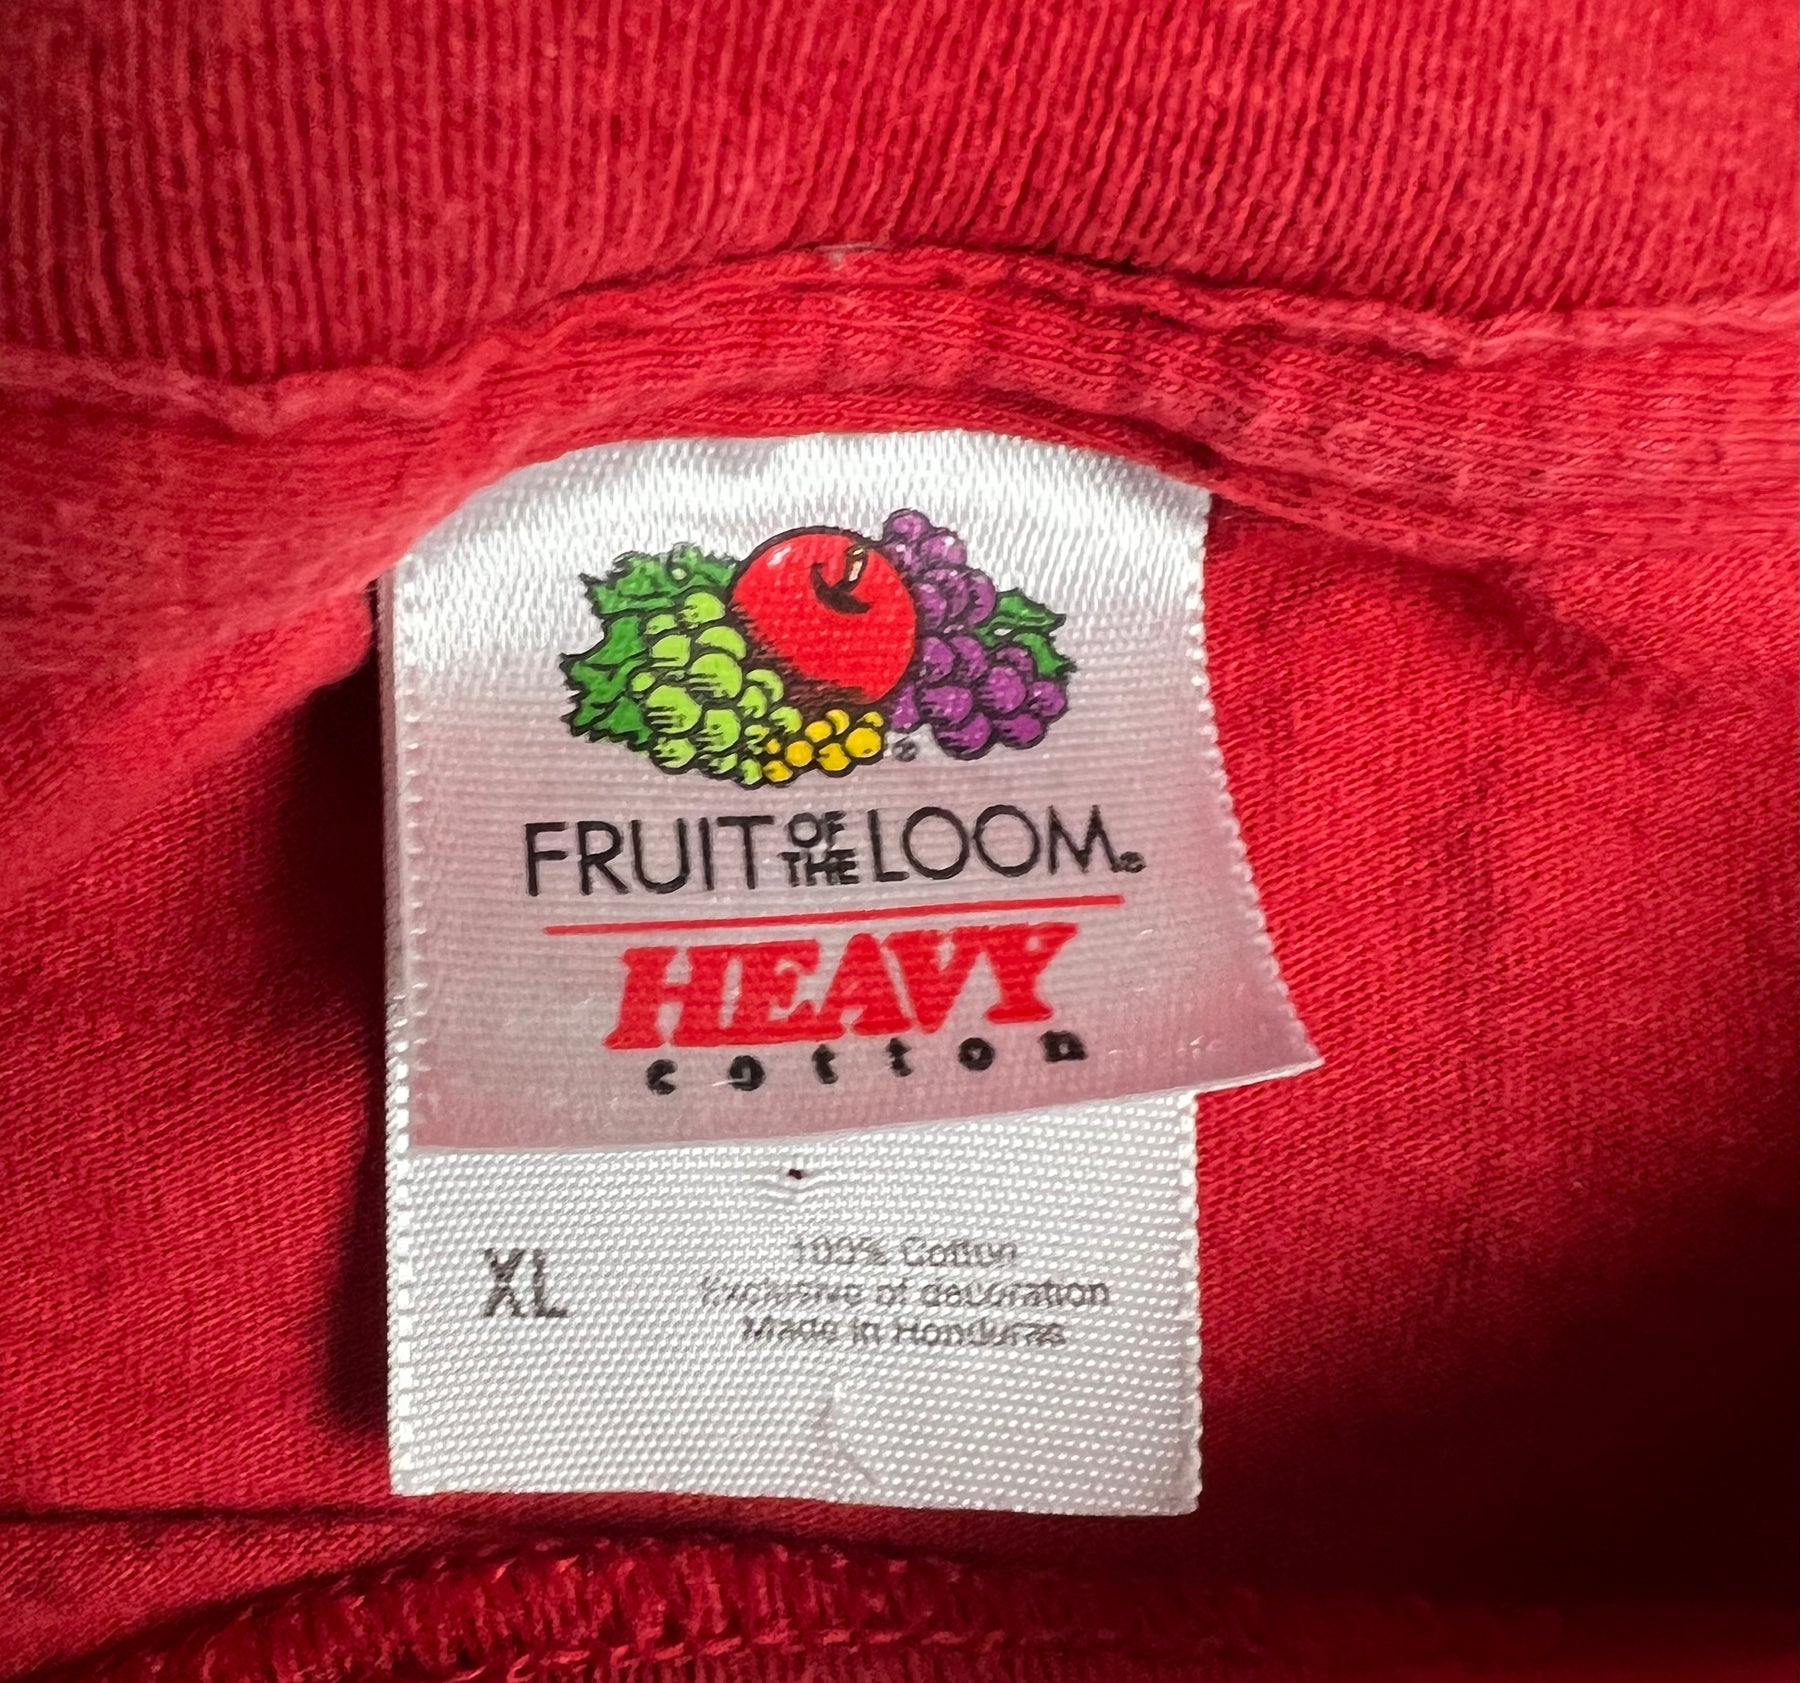 FRUIT OF THE LOOM®
HEAVY
cotton
XL
100% Cotton
Exclusive of decoration
Made in Honduras